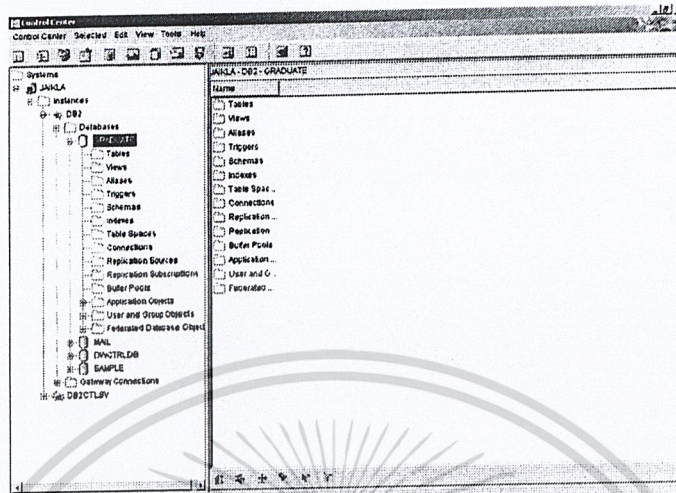 Control Center
Control Center Selected Edit View Tools Help
Systems
JAIKLA
Instances
DB2
Databases
GRADUATE
Tables
Views
Aliases
Triggers
Schemas
Indexes
Table Spaces
Connections
Replication Sources
Replication Subscriptions
Buffer Pools
Application Objects
User and Group Objects
Federated Database Object
MAIL
DWCTRLDB
SAMPLE
Gateway Connections
DB2CTLSV
JAIKLA - DB2 - GRADUATE
Name
Tables
Views
Aliases
Triggers
Schemas
Indexes
Table Spac...
Connections
Replication ...
Replication
Buffer Pools
Application ...
User and G...
Federated ...